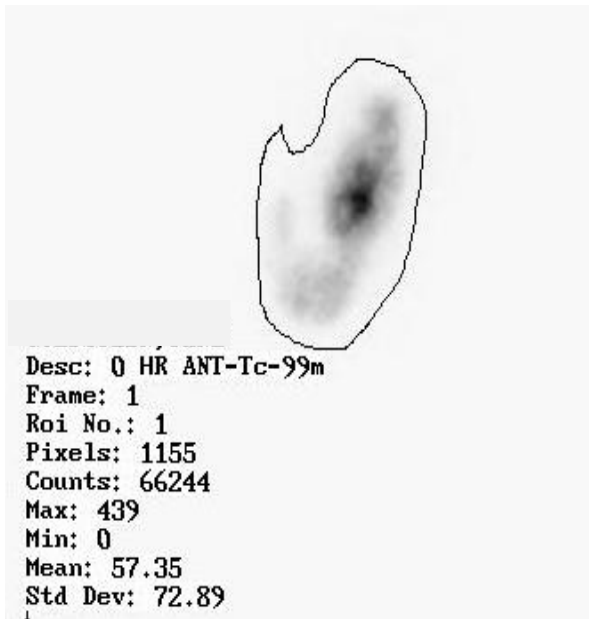 Desc: 0 HR ANT-Tc-99m
Frame: 1
Roi No.: 1
Pixels: 1155
Counts: 66244
Max: 439
Min: 0
Mean: 57.35
Std Dev: 72.89